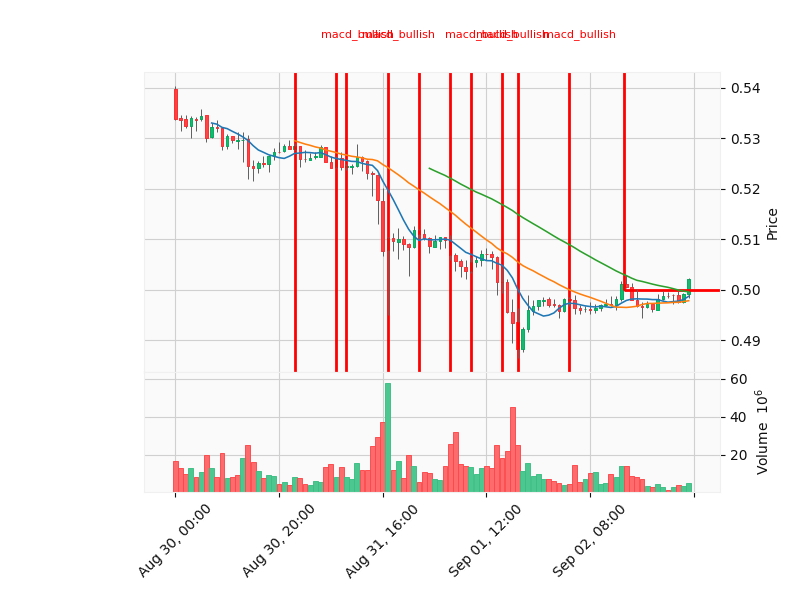 macd_bullish macd_bullish macd_bullish macd_bullish macd_bullish
0.54
0.53
0.52
0.51
0.50
0.49
Price
60
40
20
Volume 10^6
Aug 30, 00:00
Aug 30, 20:00
Aug 31, 16:00
Sep 01, 12:00
Sep 02, 08:00